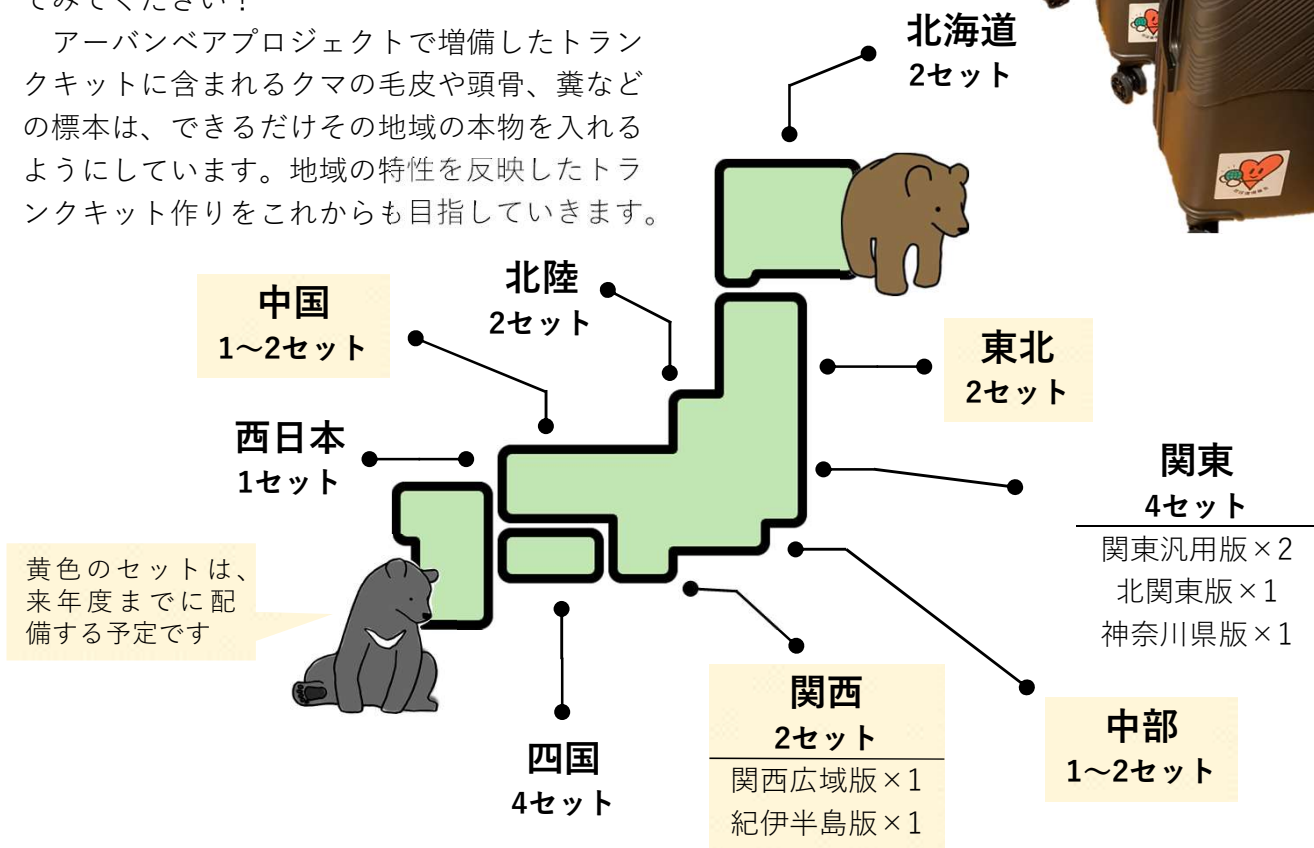 てみてください！
　アーバンベアプロジェクトで増備したトラン
クキットに含まれるクマの毛皮や頭骨、糞など
の標本は、できるだけその地域の本物を入れる
ようにしています。地域の特性を反映したトラ
ンクキット作りをこれからも目指していきます。
北海道
2セット
北陸
2セット
中国
1～2セット
東北
2セット
西日本
1セット
関東
4セット
関東汎用版×2
北関東版×1
神奈川県版×1
黄色のセットは、
来年度までに配
備する予定です
関西
2セット
関西広域版×1
紀伊半島版×1
中部
1～2セット
四国
4セット